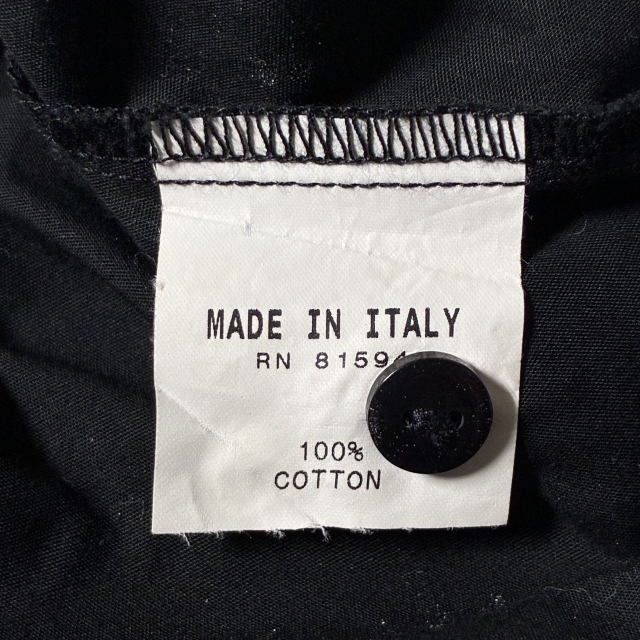 MADE IN ITALY
RN 81594
100%
COTTON